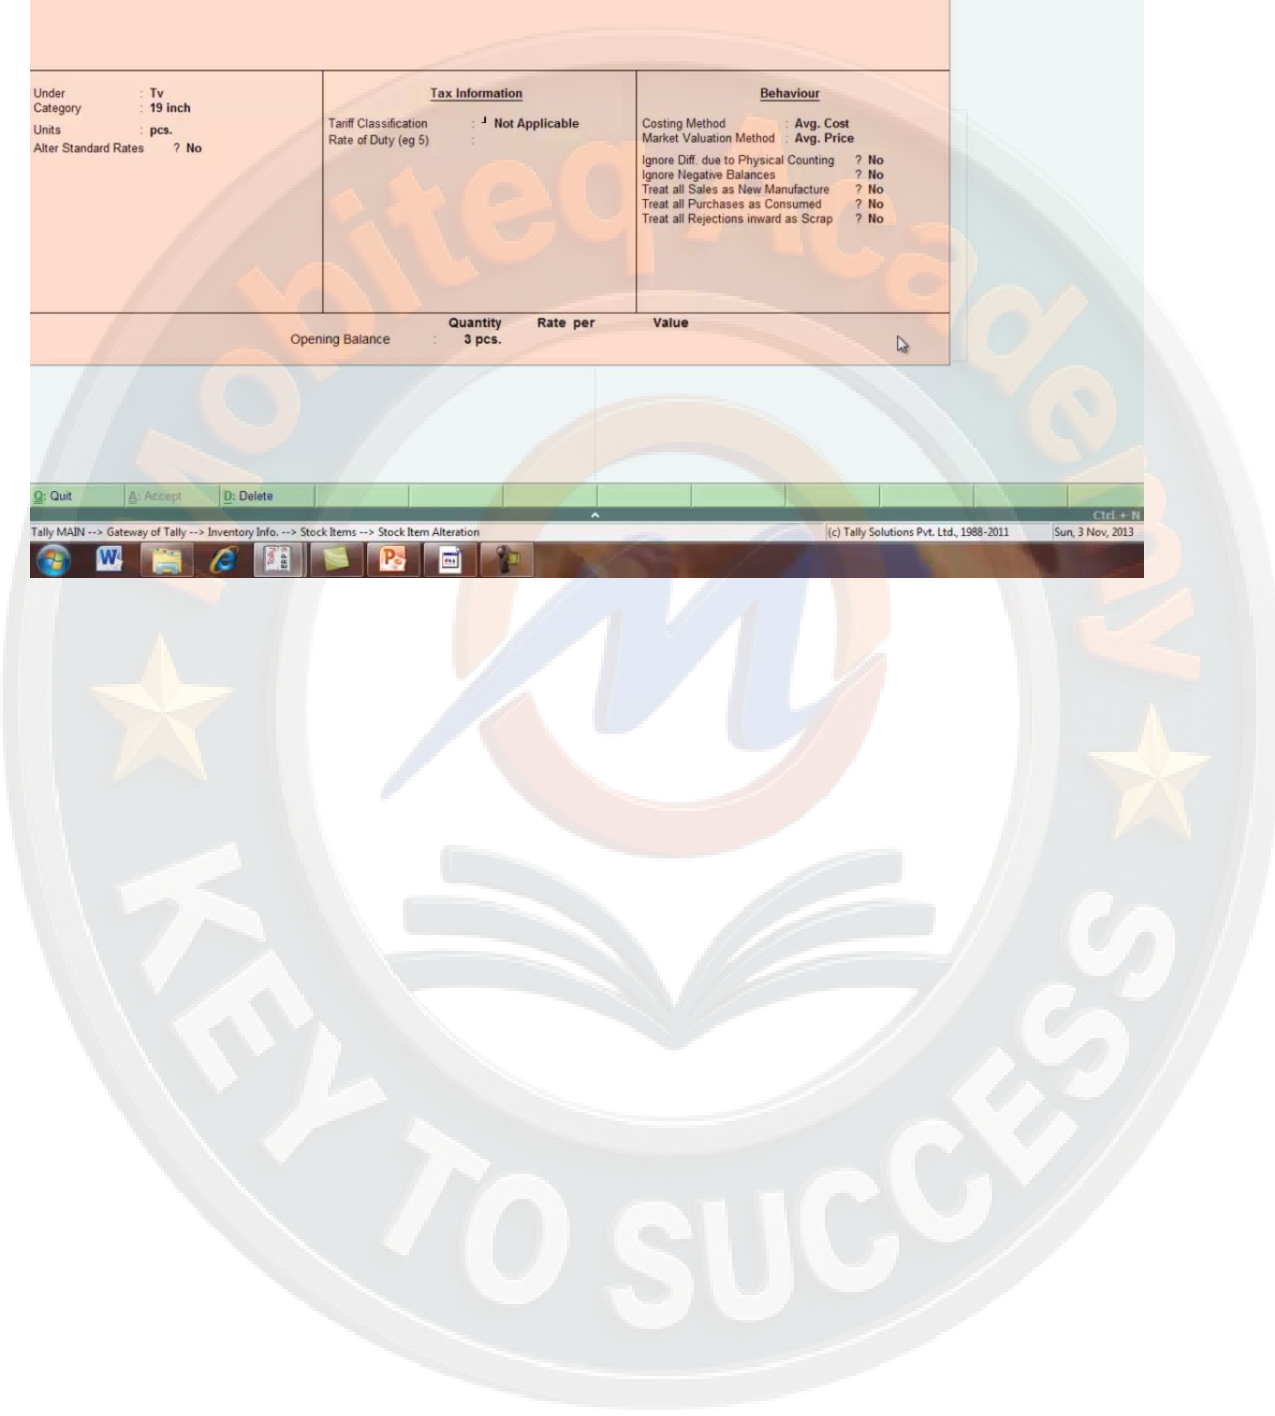 Under : Tv
Category : 19 inch
Units : pcs.
Alter Standard Rates ? No
Tax Information
Tariff Classification : ┘ Not Applicable
Rate of Duty (eg 5) :
Behaviour
Costing Method : Avg. Cost
Market Valuation Method : Avg. Price
Ignore Diff. due to Physical Counting ? No
Ignore Negative Balances ? No
Treat all Sales as New Manufacture ? No
Treat all Purchases as Consumed ? No
Treat all Rejections inward as Scrap ? No
Quantity Rate per Value
Opening Balance : 3 pcs.
Q: Quit A: Accept D: Delete
Ctrl + N
Tally MAIN --> Gateway of Tally --> Inventory Info. --> Stock Items --> Stock Item Alteration (c) Tally Solutions Pvt. Ltd., 1988-2011 Sun, 3 Nov, 2013
Mobiteq Academy
KEY TO SUCCESS